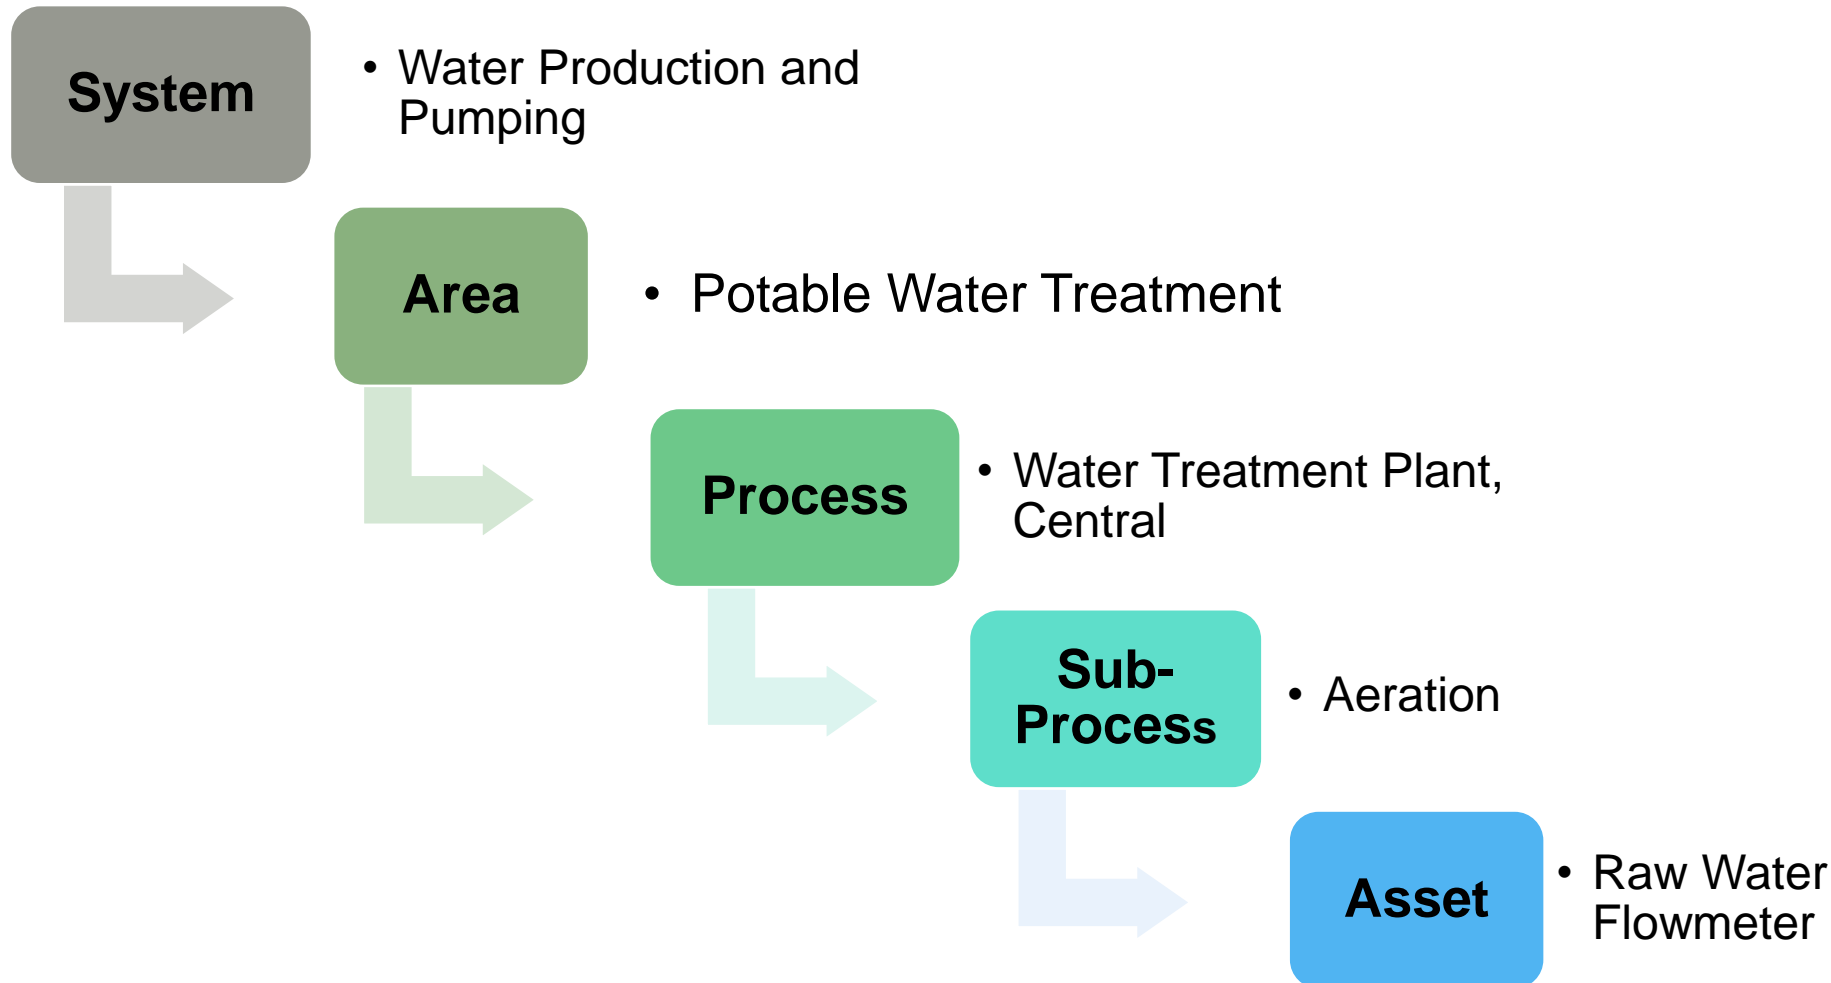 System
• Water Production and
Pumping
Area
• Potable Water Treatment
Process
• Water Treatment Plant,
Central
Sub-
Process
• Aeration
Asset
• Raw Water
Flowmeter